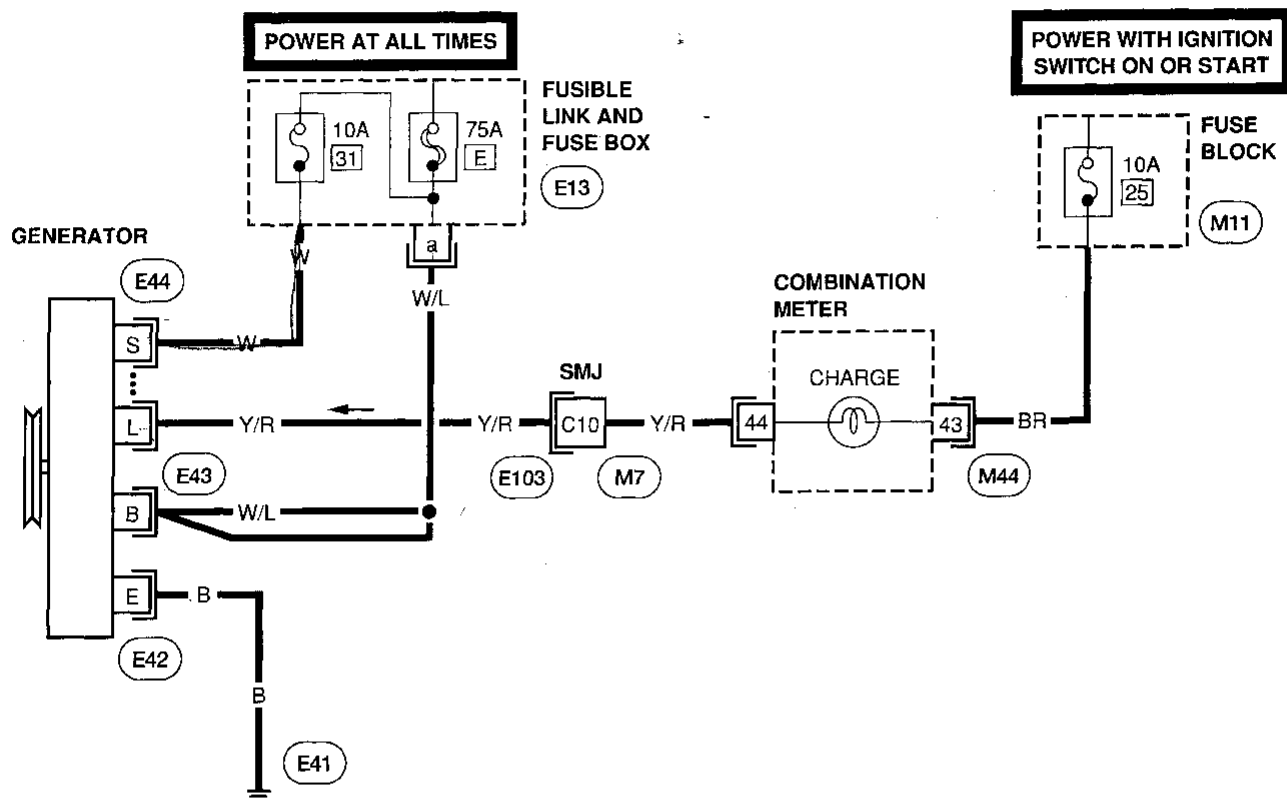 POWER AT ALL TIMES
POWER WITH IGNITION
SWITCH ON OR START
FUSIBLE
LINK AND
FUSE BOX
10A
31
75A
E
E13
FUSE
BLOCK
10A
25
M11
GENERATOR
a
W
W/L
E44
COMBINATION
METER
S
W
SMJ
CHARGE
L
Y/R
Y/R
C10
Y/R
44
43
BR
E43
E103
M7
M44
B
W/L
E
B
E42
B
E41